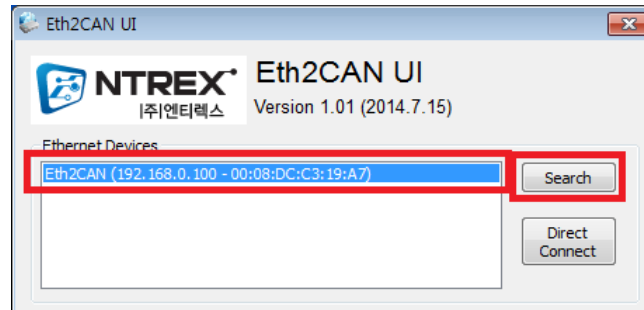 Eth2CAN UI
NTREX
|주|엔티렉스
Eth2CAN UI
Version 1.01 (2014.7.15)
Ethernet Devices
Eth2CAN (192.168.0.100 - 00:08:DC:C3:19:A7)
Search
Direct
Connect